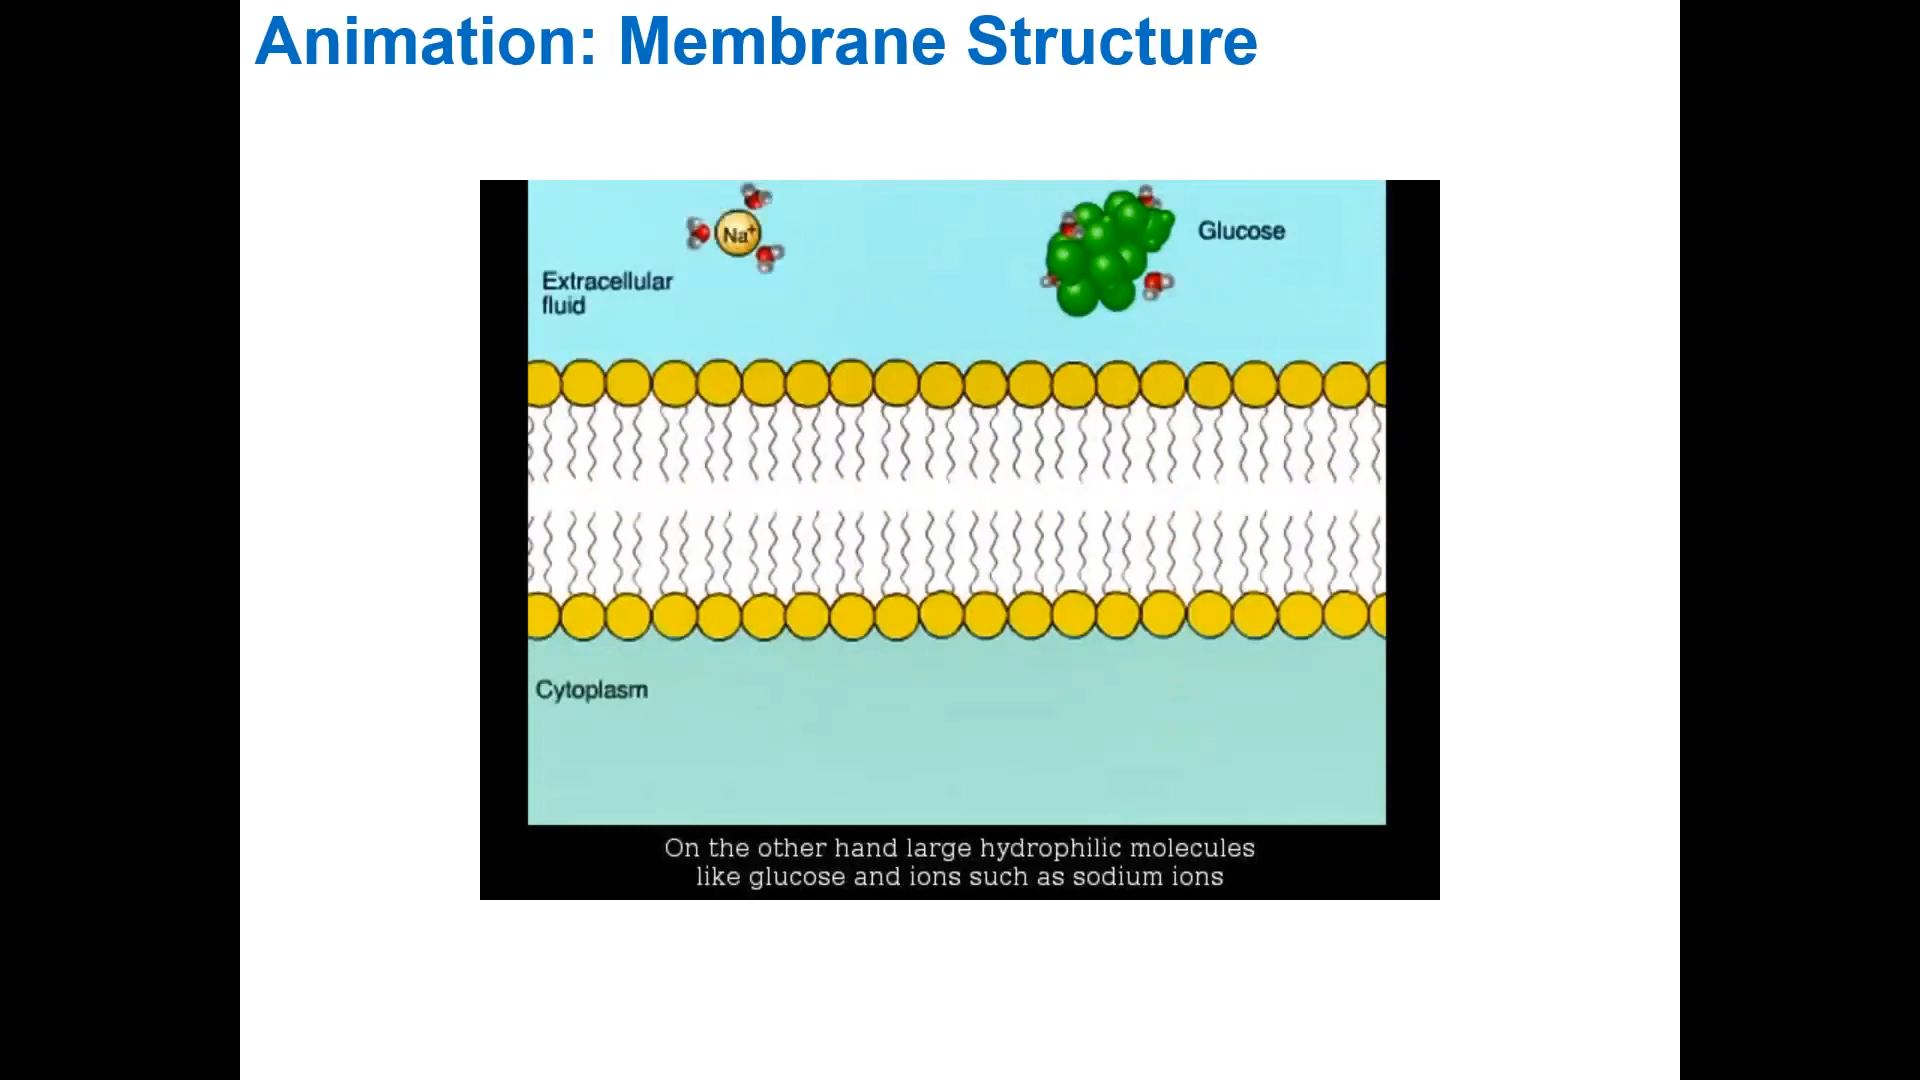 Animation: Membrane Structure
Na⁺
Glucose
Extracellular
fluid
Cytoplasm
On the other hand large hydrophilic molecules
like glucose and ions such as sodium ions